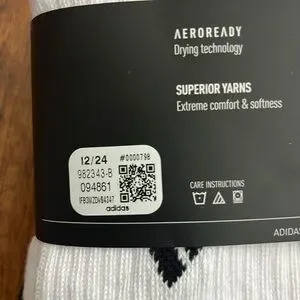 AEROREADY
Drying technology
SUPERIOR YARNS
Extreme comfort & softness
12/24 #0000798
982343-B
094861
adidas
CARE INSTRUCTIONS
ADIDAS